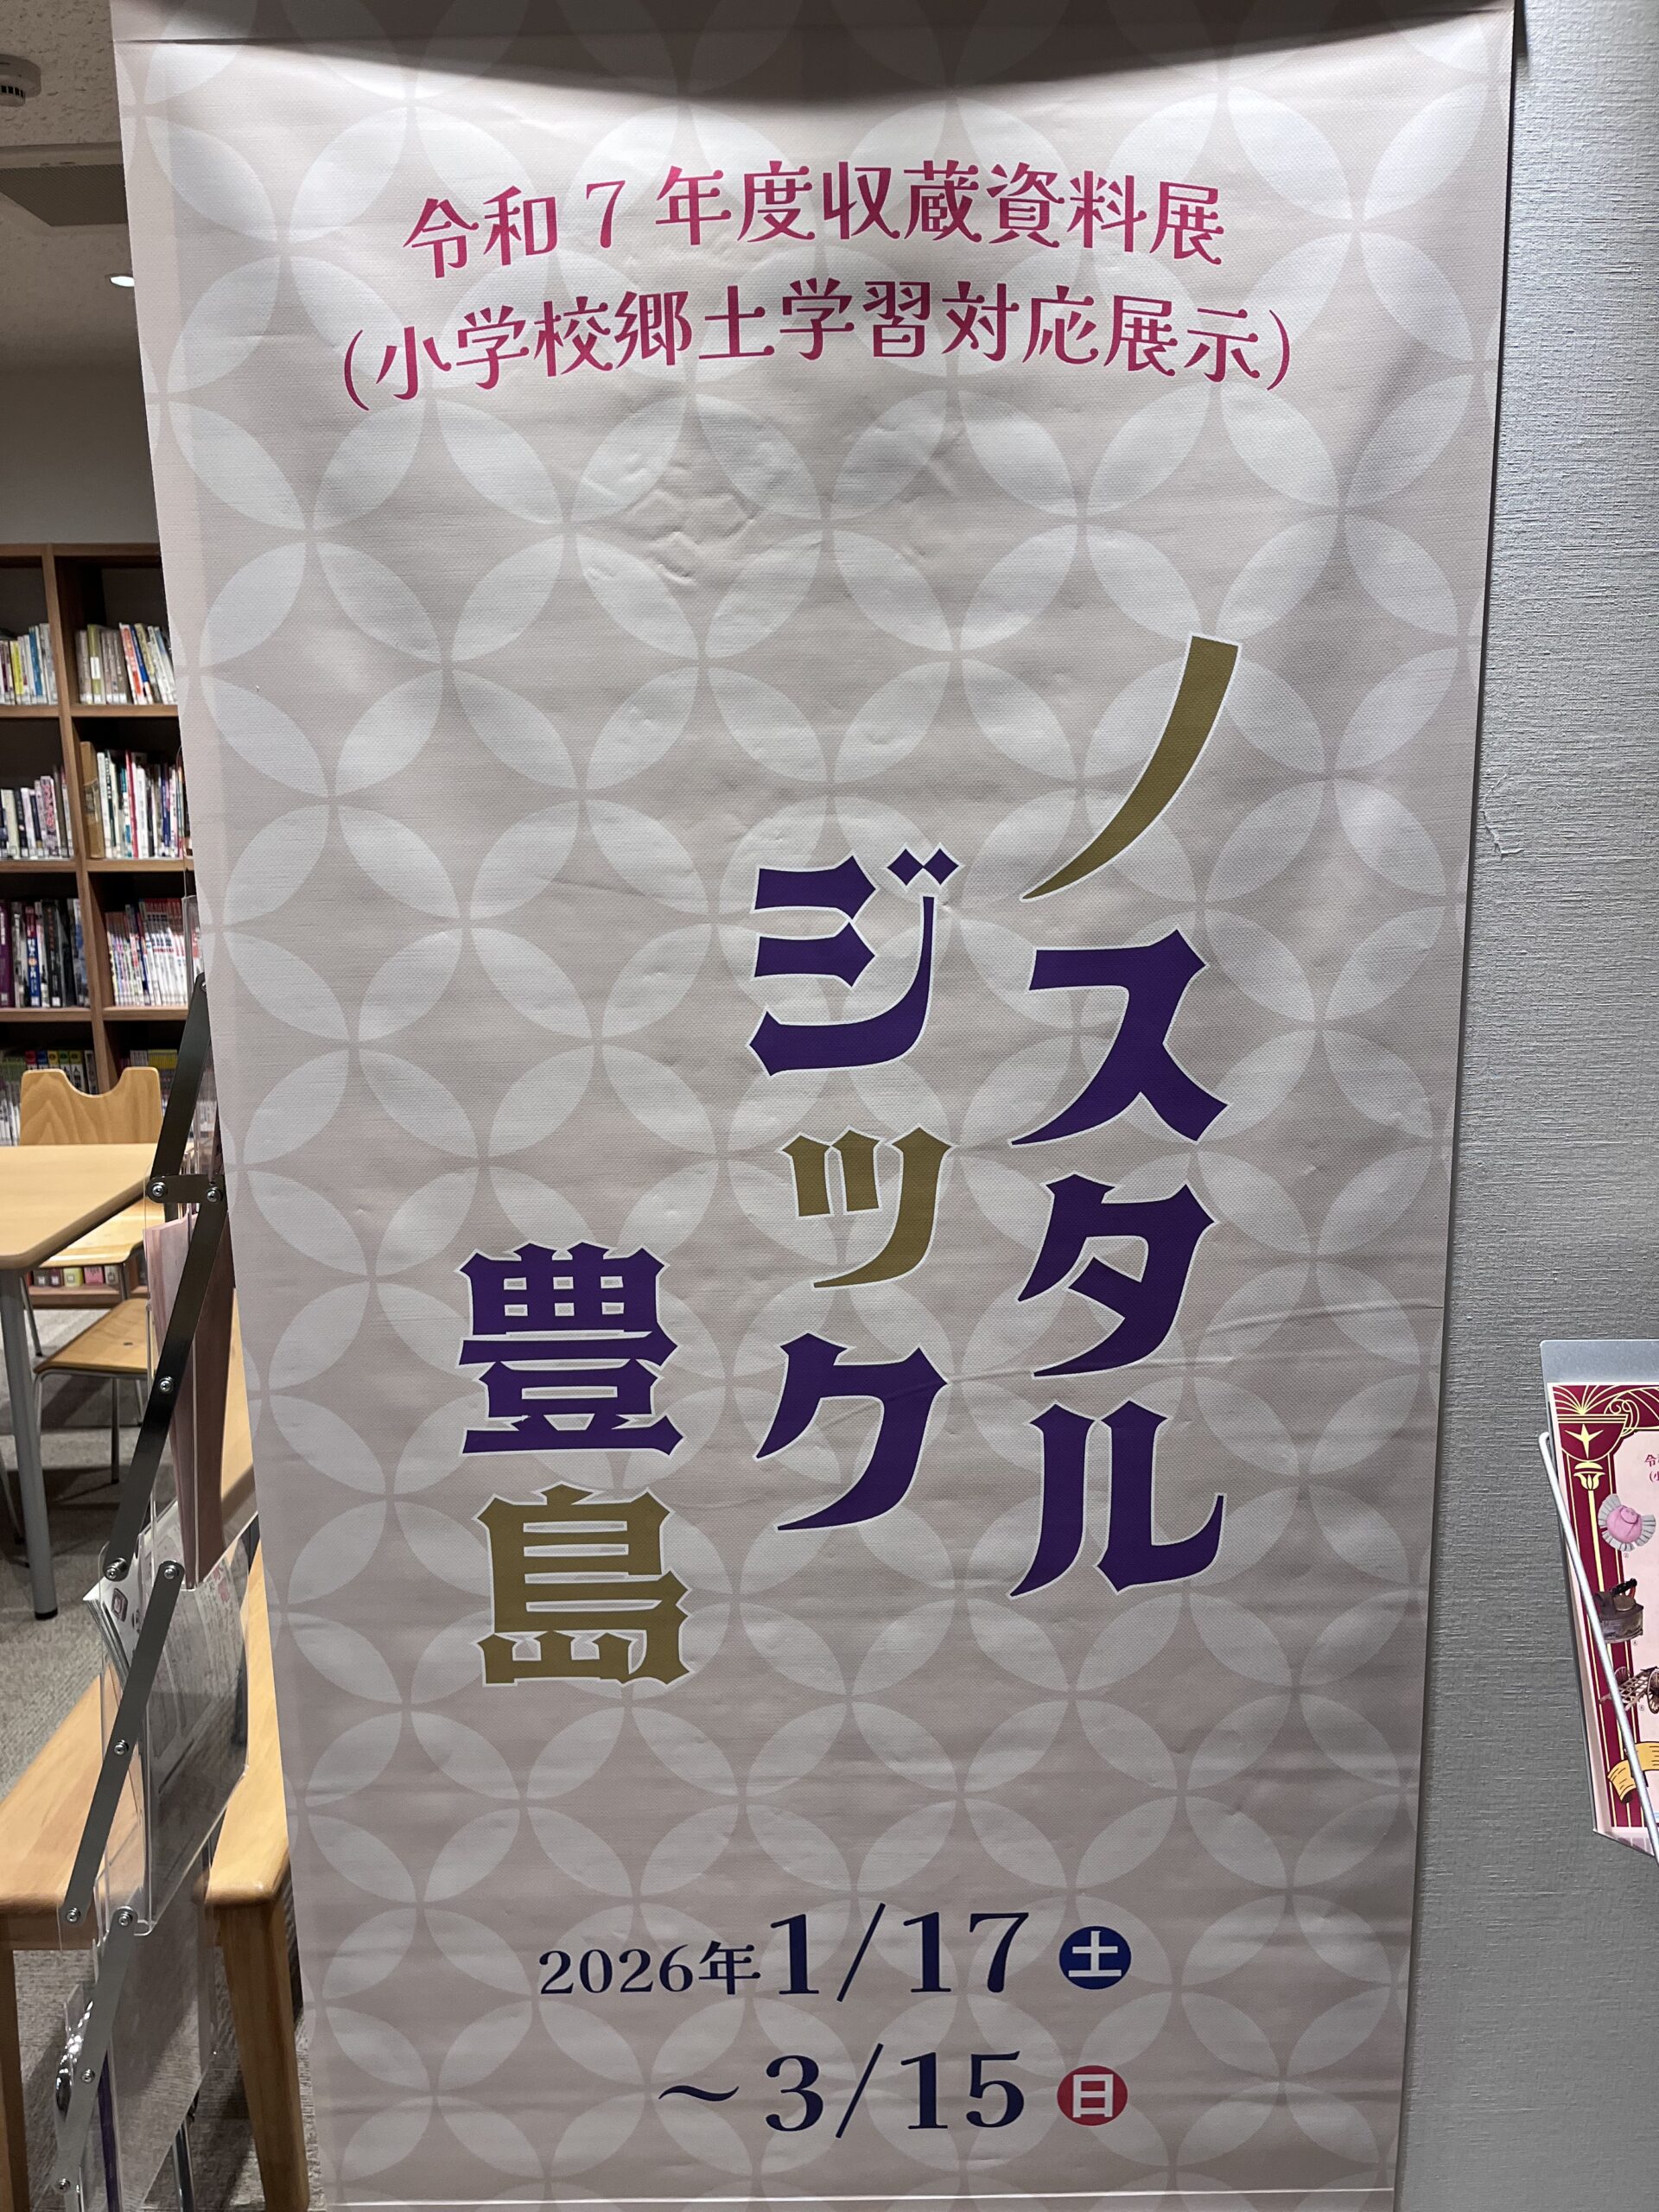 令和7年度収蔵資料展
(小学校郷土学習対応展示)
ノスタル
ジック
豊島
2026年1/17土
~3/15日